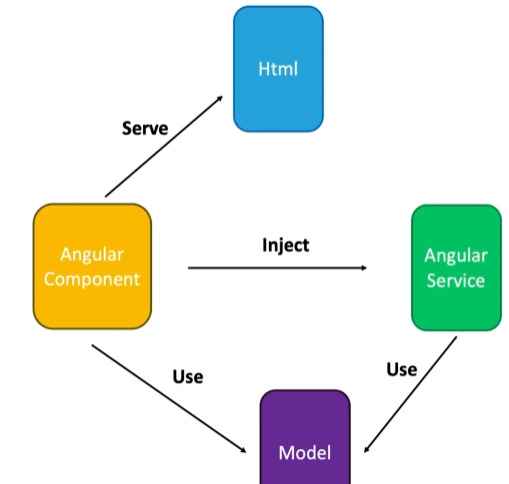 Html
Serve
Angular
Component
Inject
Angular
Service
Use
Use
Model